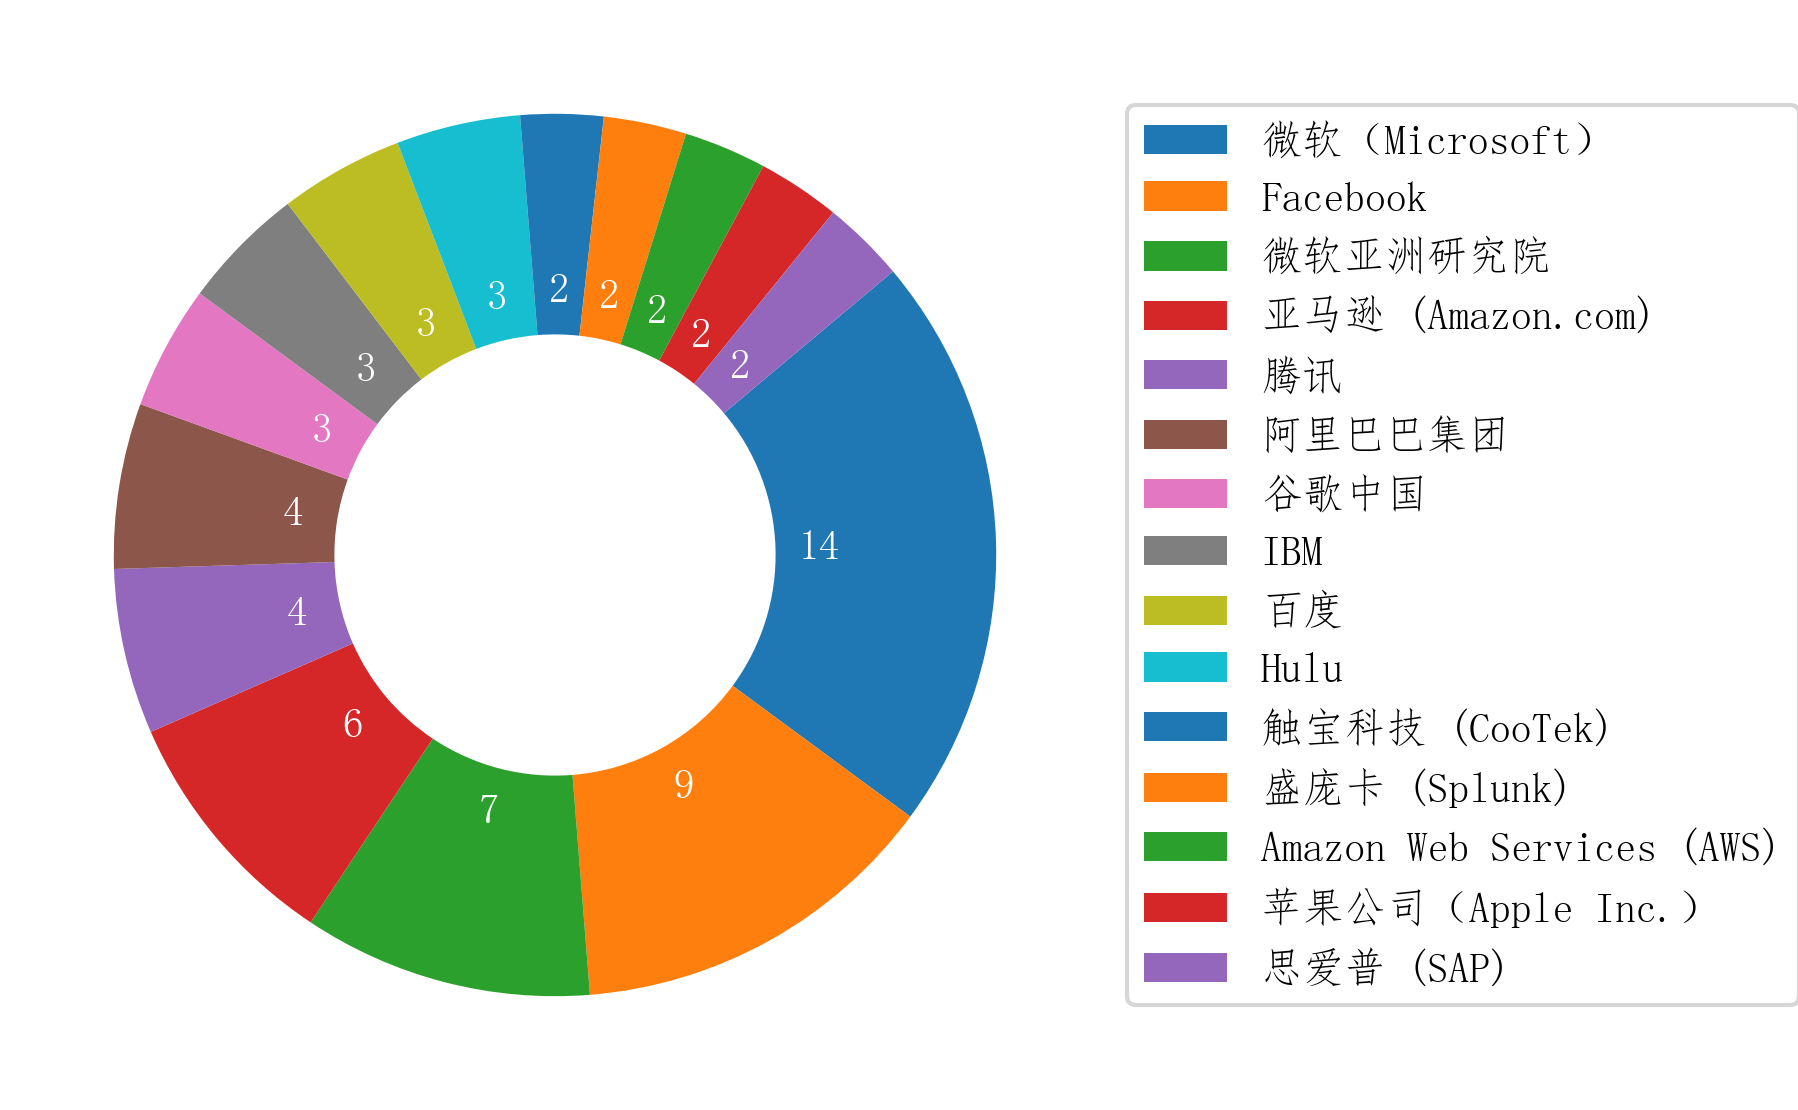 14
9
7
6
4
4
3
3
3
3
2
2
2
2
2
微软（Microsoft）
Facebook
微软亚洲研究院
亚马逊 (Amazon.com)
腾讯
阿里巴巴集团
谷歌中国
IBM
百度
Hulu
触宝科技 (CooTek)
盛庞卡 (Splunk)
Amazon Web Services (AWS)
苹果公司（Apple Inc.）
思爱普 (SAP)